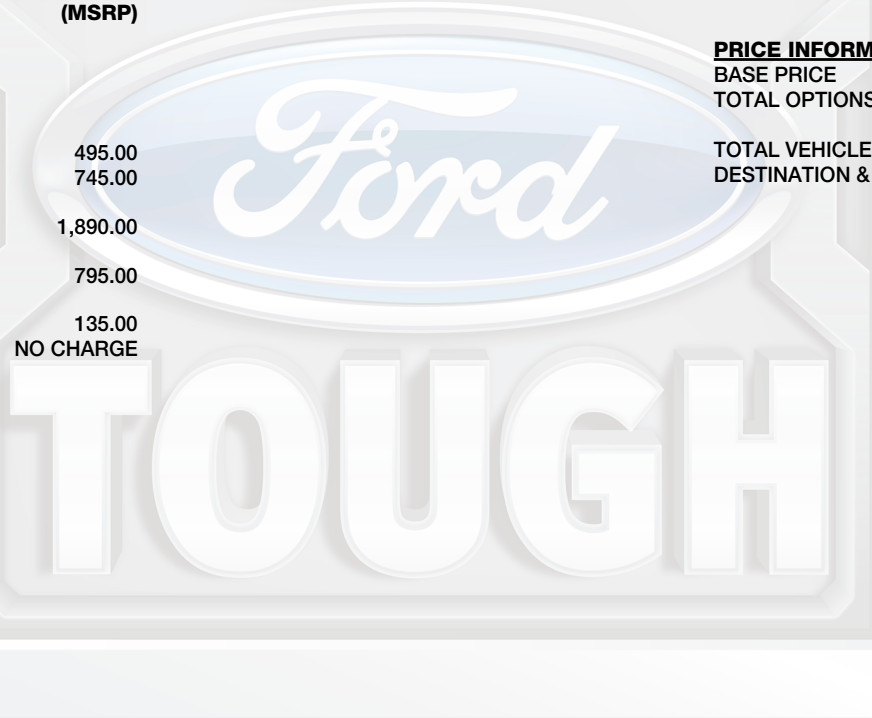 (MSRP)
495.00
745.00
1,890.00
795.00
135.00
NO CHARGE
PRICE INFORM
BASE PRICE
TOTAL OPTIONS
TOTAL VEHICLE
DESTINATION &
Ford
TOUGH